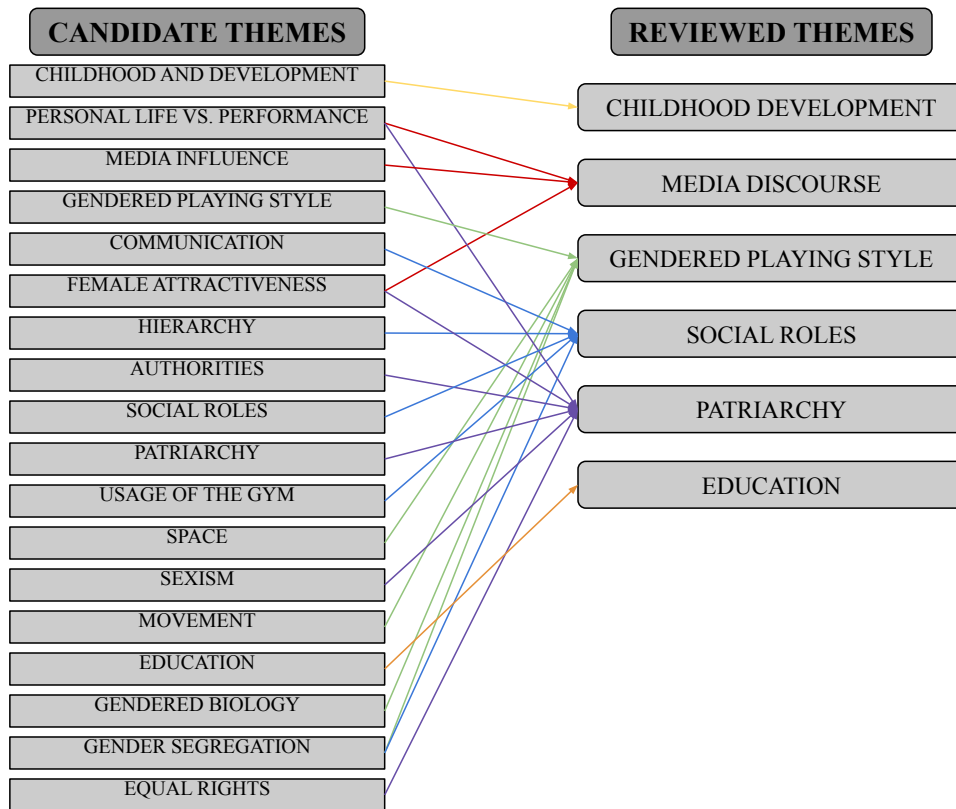 CANDIDATE THEMES
CHILDHOOD AND DEVELOPMENT
PERSONAL LIFE VS. PERFORMANCE
MEDIA INFLUENCE
GENDERED PLAYING STYLE
COMMUNICATION
FEMALE ATTRACTIVENESS
HIERARCHY
AUTHORITIES
SOCIAL ROLES
PATRIARCHY
USAGE OF THE GYM
SPACE
SEXISM
MOVEMENT
EDUCATION
GENDERED BIOLOGY
GENDER SEGREGATION
EQUAL RIGHTS
REVIEWED THEMES
CHILDHOOD DEVELOPMENT
MEDIA DISCOURSE
GENDERED PLAYING STYLE
SOCIAL ROLES
PATRIARCHY
EDUCATION